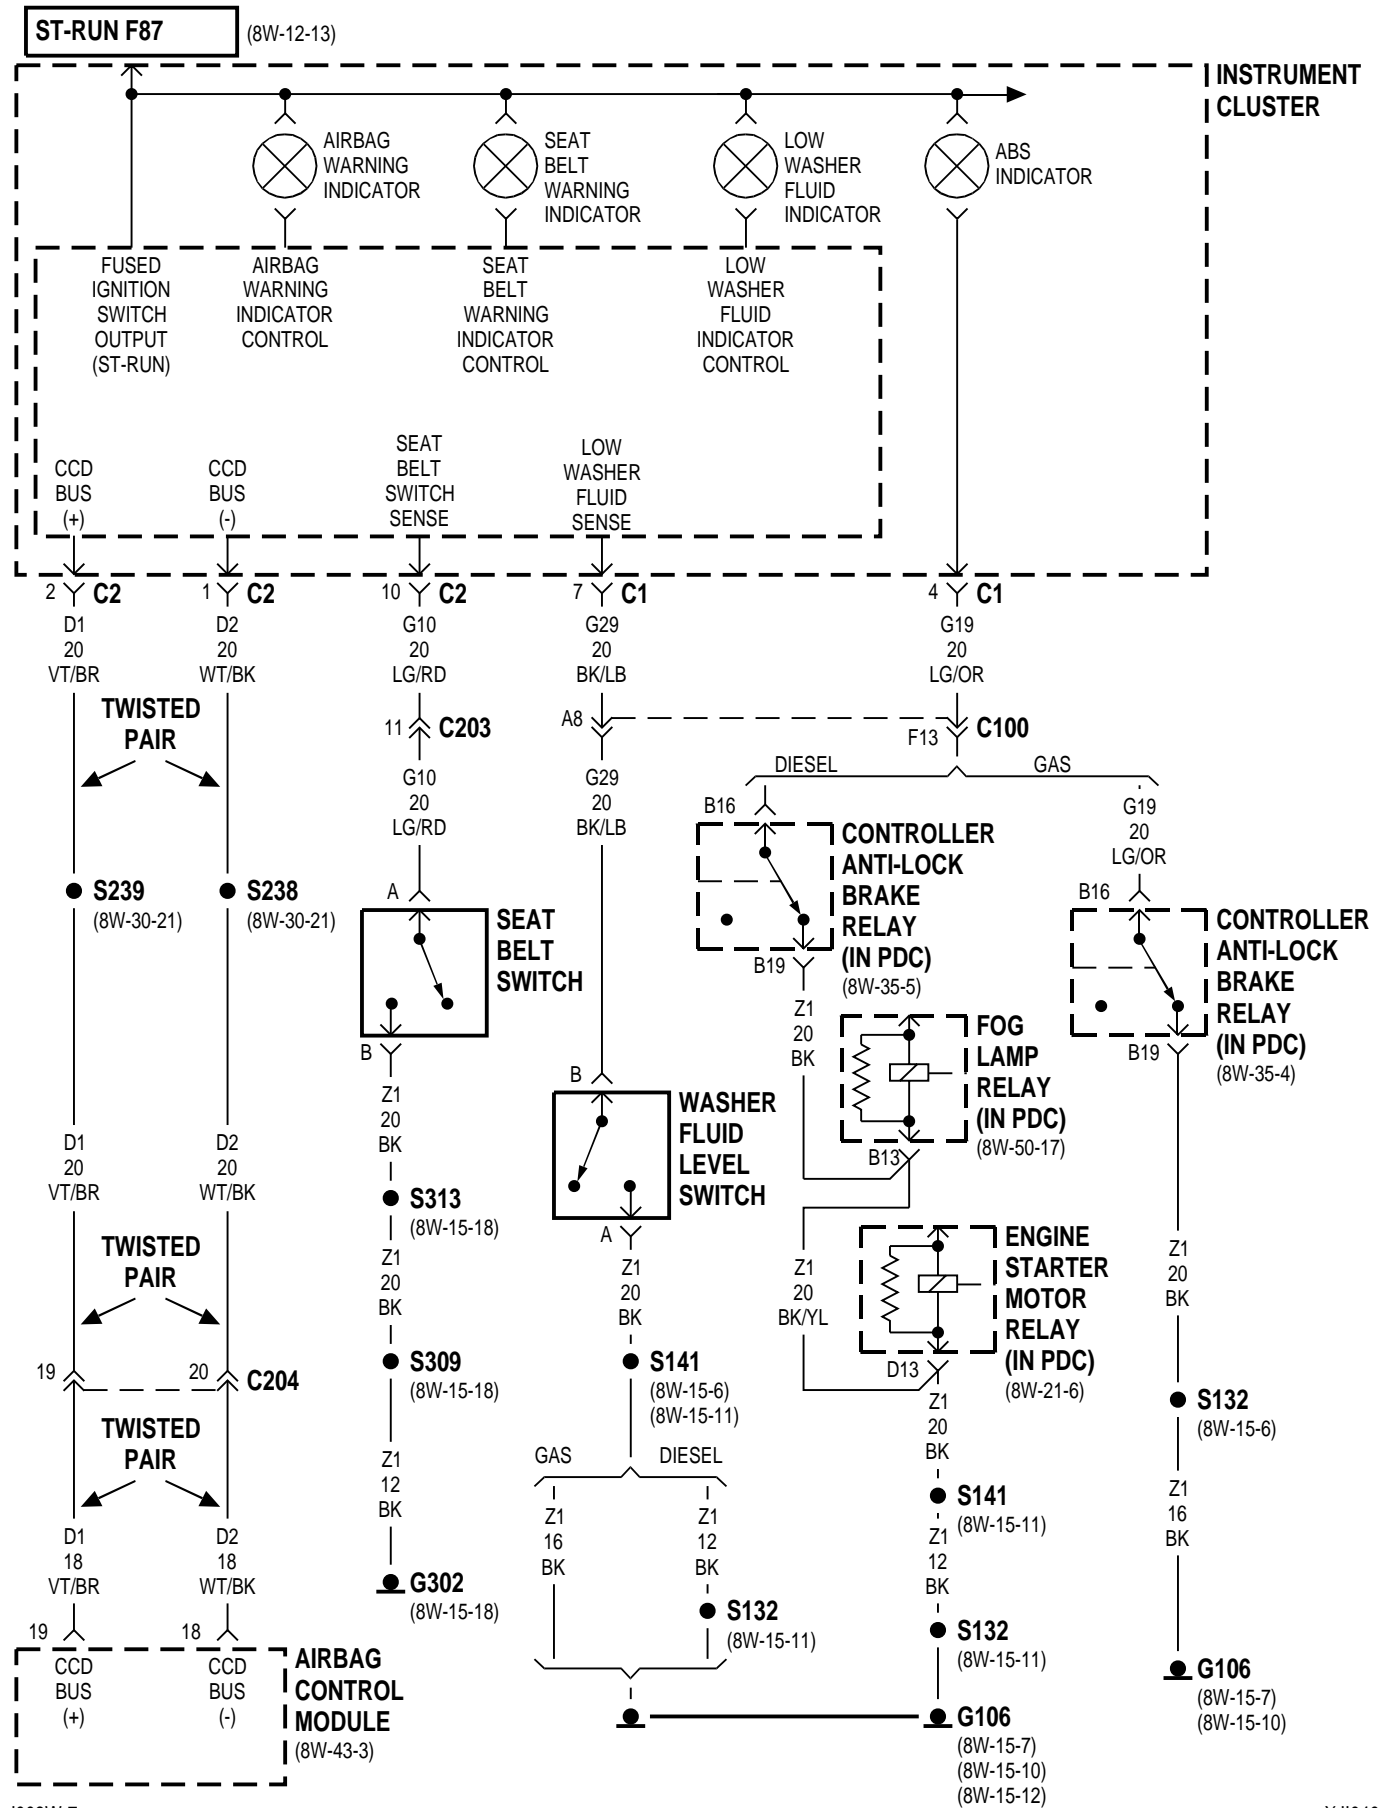 ST-RUN F87
(8W-12-13)
INSTRUMENT
CLUSTER
AIRBAG
WARNING
INDICATOR
SEAT
BELT
WARNING
INDICATOR
LOW
WASHER
FLUID
INDICATOR
ABS
INDICATOR
FUSED
IGNITION
SWITCH
OUTPUT
(ST-RUN)
AIRBAG
WARNING
INDICATOR
CONTROL
SEAT
BELT
WARNING
INDICATOR
CONTROL
LOW
WASHER
FLUID
INDICATOR
CONTROL
CCD
BUS
(+)
CCD
BUS
(-)
SEAT
BELT
SWITCH
SENSE
LOW
WASHER
FLUID
SENSE
2 C2
1 C2
10 C2
7 C1
4 C1
D1
20
VT/BR
D2
20
WT/BK
G10
20
LG/RD
G29
20
BK/LB
G19
20
LG/OR
TWISTED
PAIR
11 C203
A8
F13 C100
G10
20
LG/RD
G29
20
BK/LB
DIESEL
GAS
B16
G19
20
LG/OR
B16
CONTROLLER
ANTI-LOCK
BRAKE
RELAY
(IN PDC)
(8W-35-5)
B19
S239
(8W-30-21)
S238
(8W-30-21)
A
SEAT
BELT
SWITCH
B
CONTROLLER
ANTI-LOCK
BRAKE
RELAY
(IN PDC)
(8W-35-4)
B19
Z1
20
BK
FOG
LAMP
RELAY
(IN PDC)
(8W-50-17)
B13
B
WASHER
FLUID
LEVEL
SWITCH
A
Z1
20
BK
S313
(8W-15-18)
D1
20
VT/BR
D2
20
WT/BK
TWISTED
PAIR
Z1
20
BK
Z1
20
BK
Z1
20
BK/YL
ENGINE
STARTER
MOTOR
RELAY
(IN PDC)
(8W-21-6)
D13
Z1
20
BK
S309
(8W-15-18)
S141
(8W-15-6)
(8W-15-11)
19
20 C204
S132
(8W-15-6)
TWISTED
PAIR
Z1
20
BK
GAS
DIESEL
Z1
12
BK
Z1
16
BK
Z1
12
BK
S141
(8W-15-11)
Z1
16
BK
D1
18
VT/BR
D2
18
WT/BK
Z1
12
BK
G302
(8W-15-18)
S132
(8W-15-11)
S132
(8W-15-11)
19
18
CCD
BUS
(+)
CCD
BUS
(-)
AIRBAG
CONTROL
MODULE
(8W-43-3)
G106
(8W-15-7)
(8W-15-10)
G106
(8W-15-7)
(8W-15-10)
(8W-15-12)